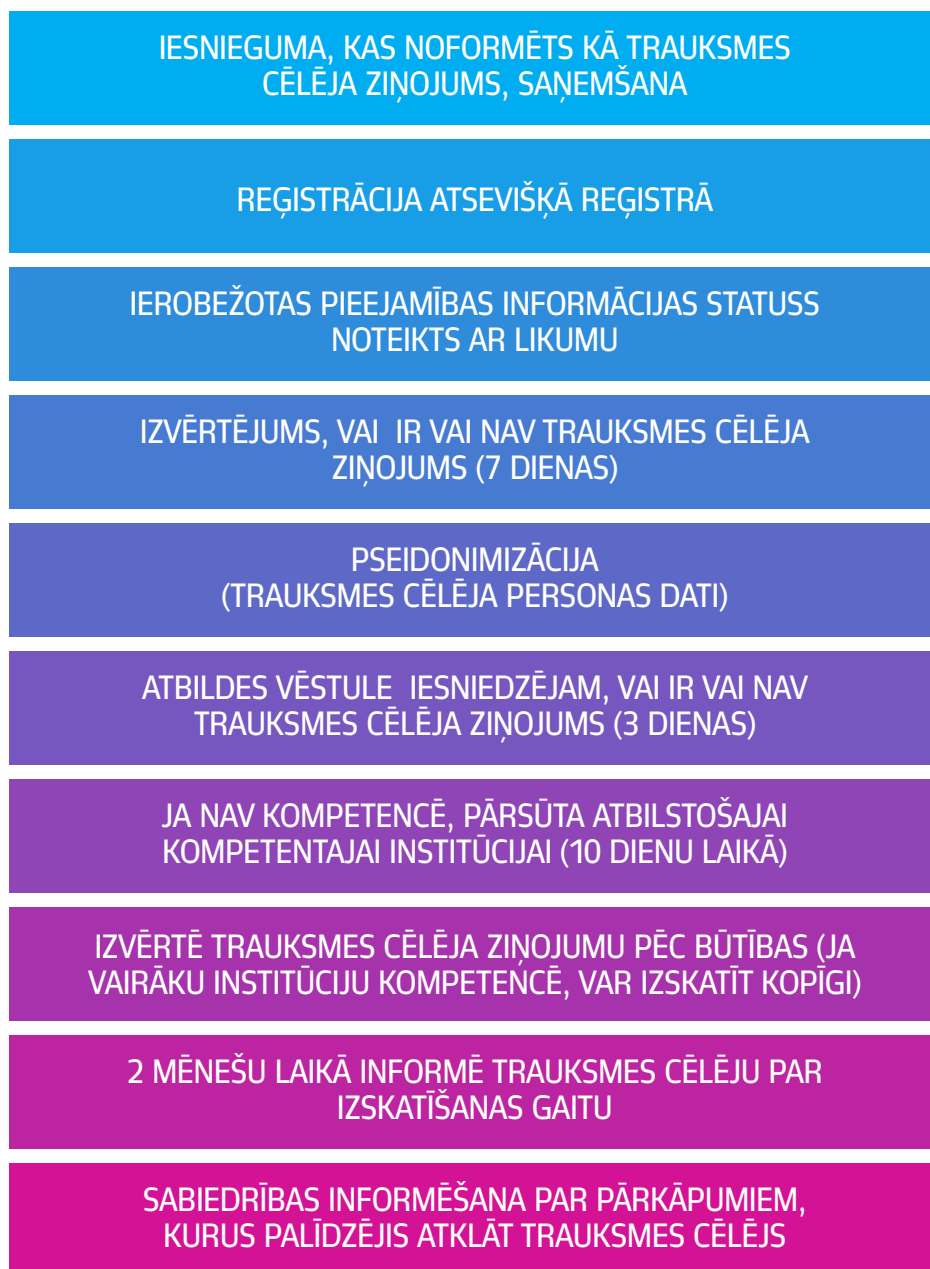 IESNIEGUMA, KAS NOFORMĒTS KĀ TRAUKSMES
CĒLĒJA ZIŅOJUMS, SAŅEMŠANA
REĢISTRĀCIJA ATSEVIŠĶĀ REĢISTRĀ
IEROBEŽOTAS PIEEJAMĪBAS INFORMĀCIJAS STATUSS
NOTEIKTS AR LIKUMU
IZVĒRTĒJUMS, VAI  IR VAI NAV TRAUKSMES CĒLĒJA
ZIŅOJUMS (7 DIENAS)
PSEIDONIMIZĀCIJA
(TRAUKSMES CĒLĒJA PERSONAS DATI)
ATBILDES VĒSTULE  IESNIEDZĒJAM, VAI IR VAI NAV
TRAUKSMES CĒLĒJA ZIŅOJUMS (3 DIENAS)
JA NAV KOMPETENCĒ, PĀRSŪTA ATBILSTOŠAJAI
KOMPETENTAJAI INSTITŪCIJAI (10 DIENU LAIKĀ)
IZVĒRTĒ TRAUKSMES CĒLĒJA ZIŅOJUMU PĒC BŪTĪBAS (JA
VAIRĀKU INSTITŪCIJU KOMPETENCĒ, VAR IZSKATĪT KOPĪGI)
2 MĒNEŠU LAIKĀ INFORMĒ TRAUKSMES CĒLĒJU PAR
IZSKATĪŠANAS GAITU
SABIEDRĪBAS INFORMĒŠANA PAR PĀRKĀPUMIEM,
KURUS PALĪDZĒJIS ATKLĀT TRAUKSMES CĒLĒJS